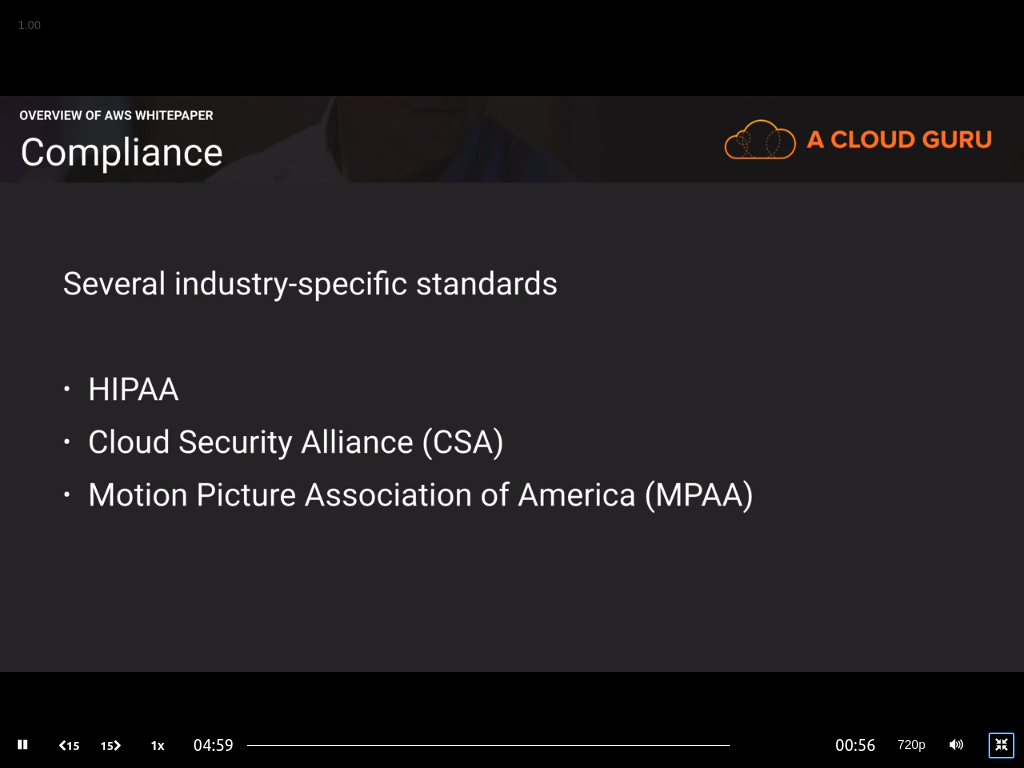 1.00
OVERVIEW OF AWS WHITEPAPER
Compliance
A CLOUD GURU
Several industry-specific standards
• HIPAA
• Cloud Security Alliance (CSA)
• Motion Picture Association of America (MPAA)
15 15 1x 04:59 00:56 720p